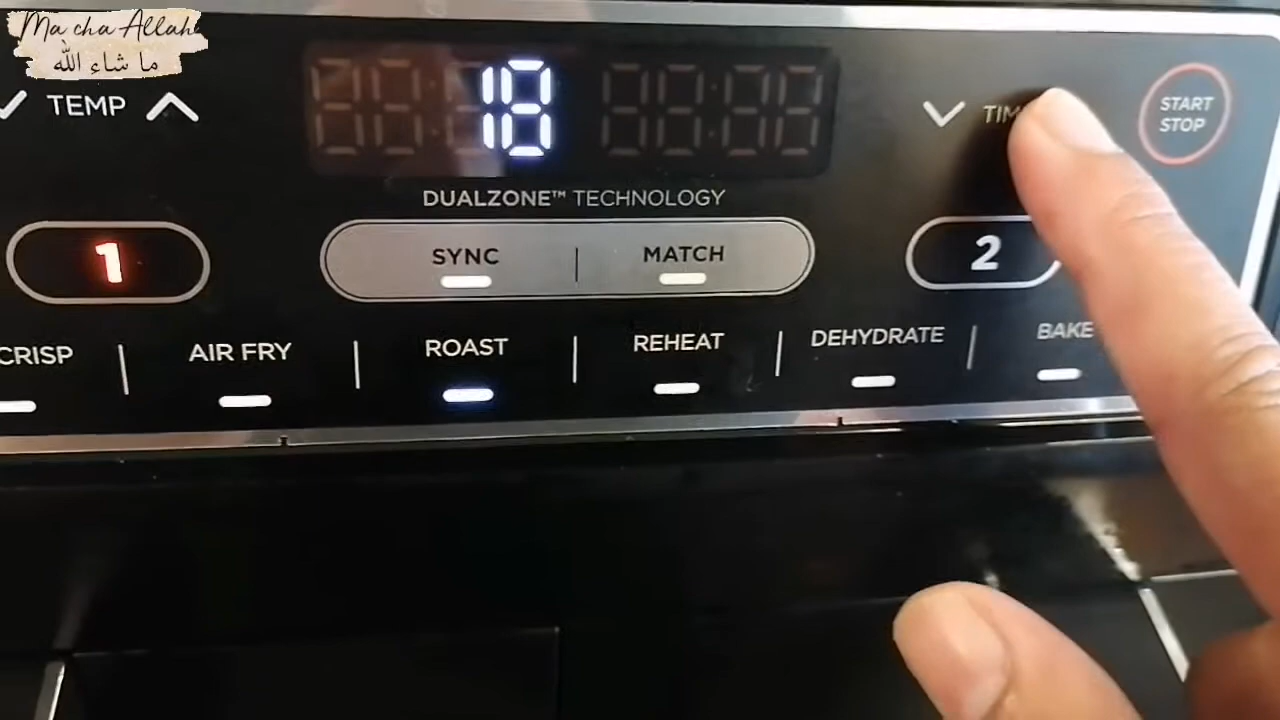 Ma cha Allah
ما شاء الله
TEMP
18
TIM
START
STOP
DUALZONE™ TECHNOLOGY
1
SYNC
MATCH
2
CRISP
AIR FRY
ROAST
REHEAT
DEHYDRATE
BAKE